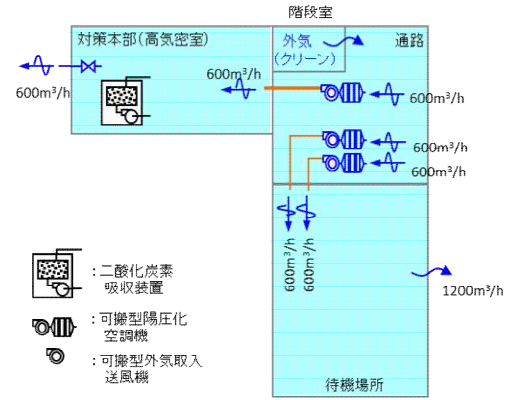 階段室
対策本部(高気密室)
外気
(クリーン)
通路
600m³/h
600m³/h
600m³/h
600m³/h
600m³/h
600m³/h
600m³/h
1200m³/h
:二酸化炭素
吸収装置
:可搬型陽圧化
空調機
:可搬型外気取入
送風機
待機場所